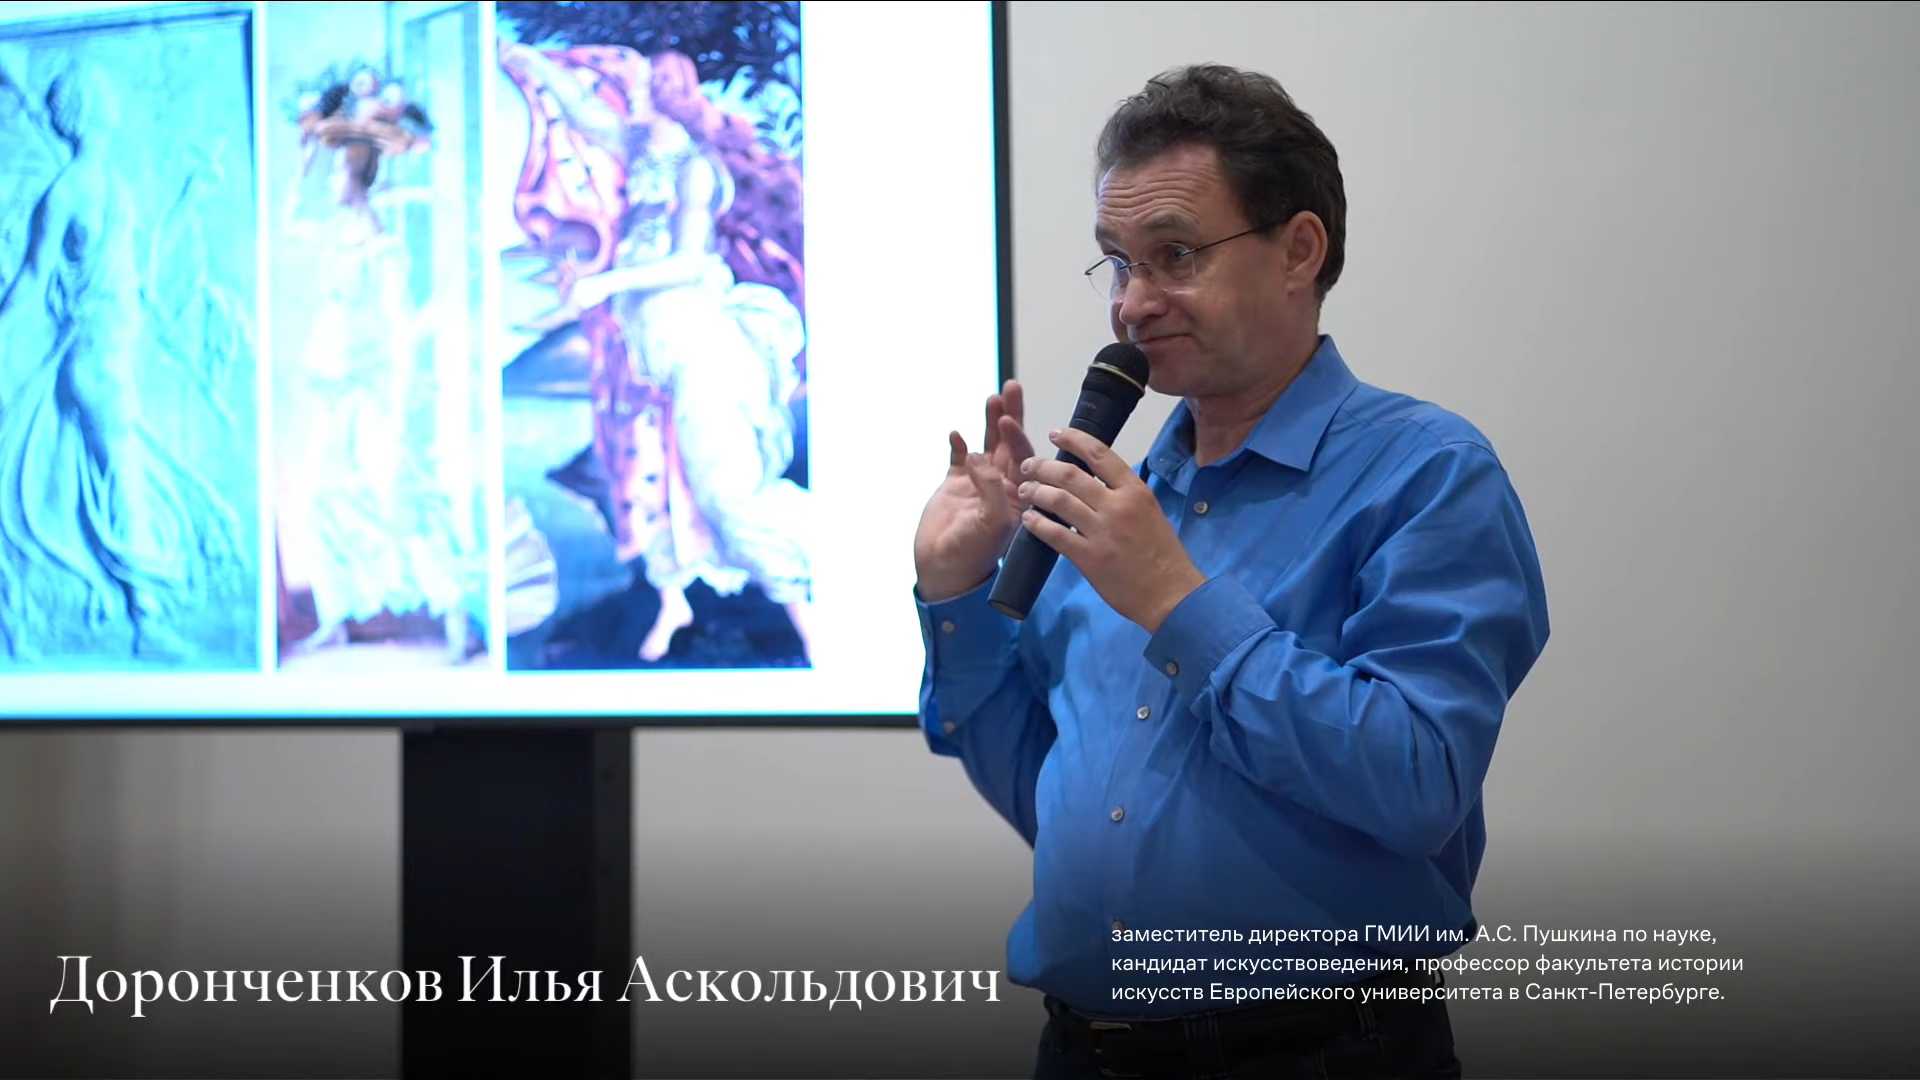 Доронченков Илья Аскольдович
заместитель директора ГМИИ им. А.С. Пушкина по науке,
кандидат искусствоведения, профессор факультета истории
искусств Европейского университета в Санкт-Петербурге.